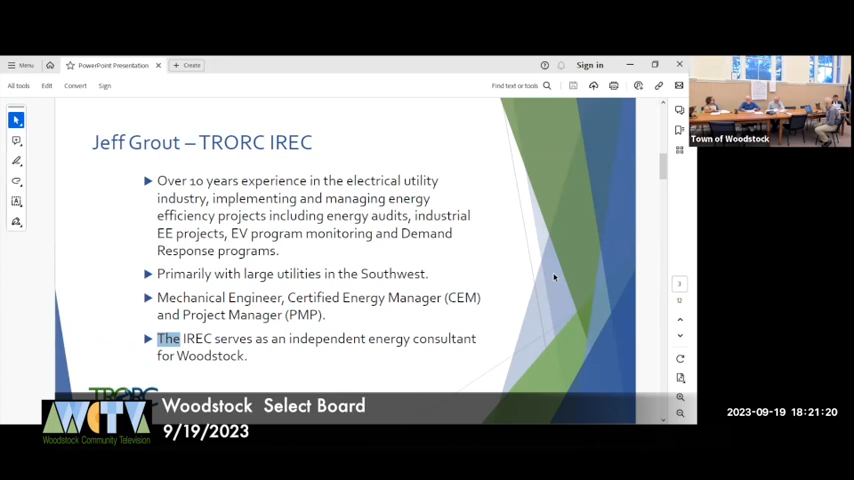 Menu
PowerPoint Presentation
Create
Sign in
All tools Edit Convert Sign
Find text or tools
Town of Woodstock
Jeff Grout – TRORC IREC
Over 10 years experience in the electrical utility
industry, implementing and managing energy
efficiency projects including energy audits, industrial
EE projects, EV program monitoring and Demand
Response programs.
Primarily with large utilities in the Southwest.
Mechanical Engineer, Certified Energy Manager (CEM)
and Project Manager (PMP).
The IREC serves as an independent energy consultant
for Woodstock.
3
12
TRORC
WCTV
Woodstock Community Television
Woodstock Select Board
9/19/2023
2023-09-19 18:21:20